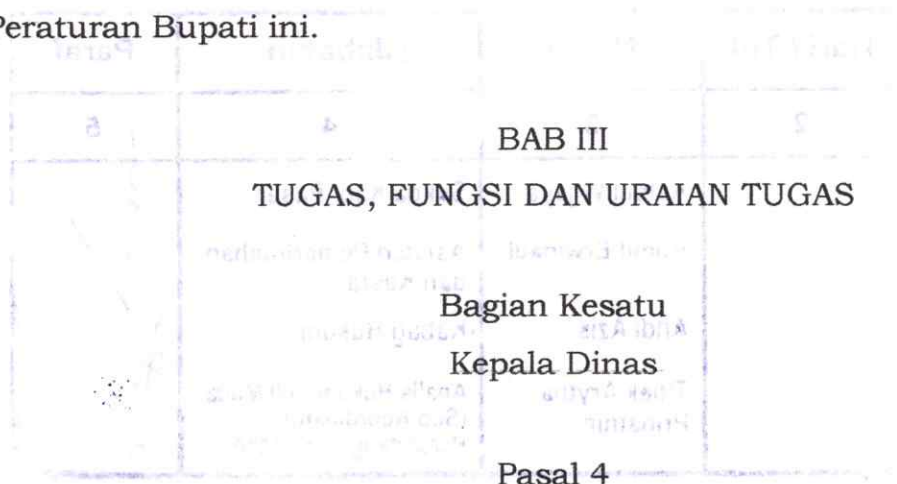 Peraturan Bupati ini.
BAB III
TUGAS, FUNGSI DAN URAIAN TUGAS
Bagian Kesatu
Kepala Dinas
Pasal 4